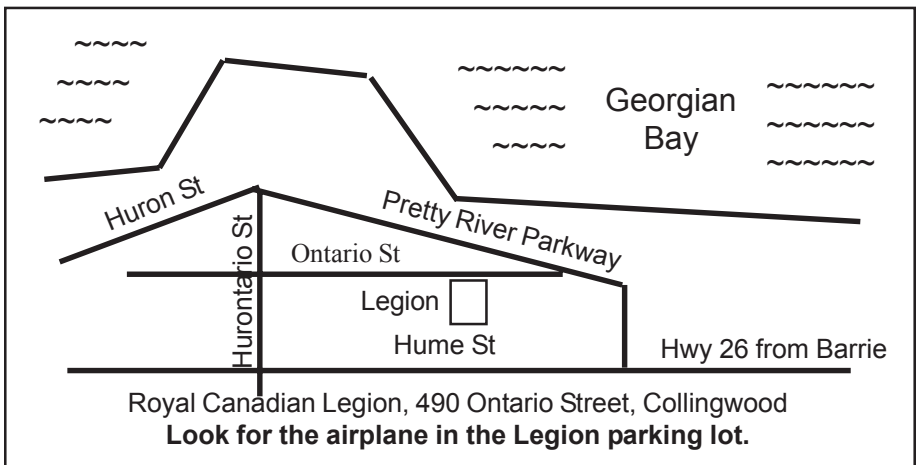 Georgian
Bay
Huron St
Pretty River Parkway
Hurontario St
Ontario St
Legion
Hume St
Hwy 26 from Barrie
Royal Canadian Legion, 490 Ontario Street, Collingwood
Look for the airplane in the Legion parking lot.